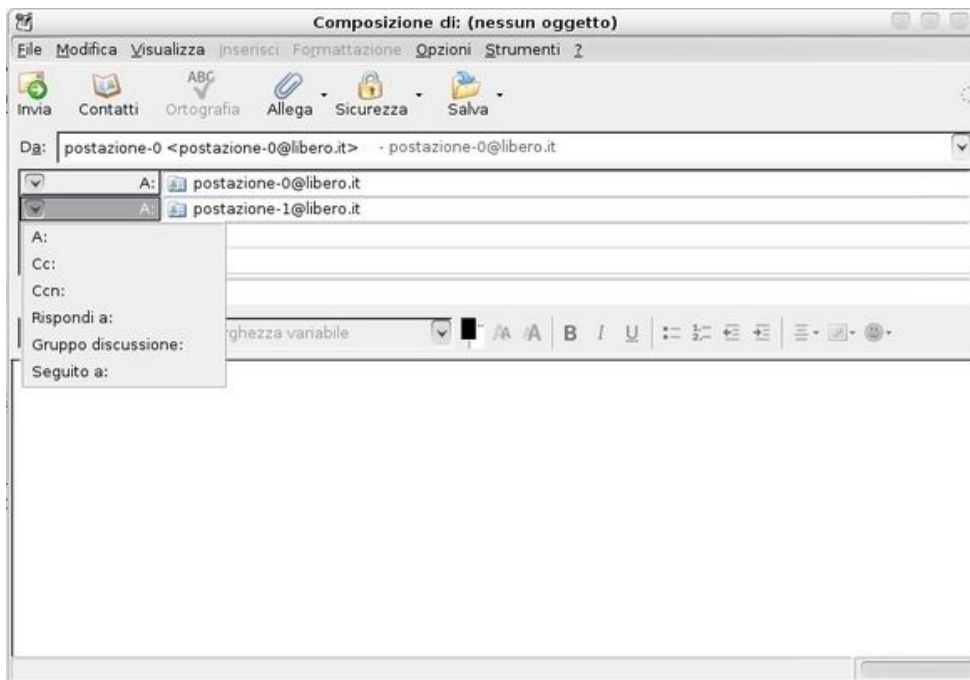 Composizione di: (nessun oggetto)
File Modifica Visualizza Inserisci Formattazione Opzioni Strumenti ?
ABC
Invia Contatti Ortografia Allega Sicurezza Salva
Da: postazione-0 <postazione-0@libero.it> - postazione-0@libero.it
A: postazione-0@libero.it
A: postazione-1@libero.it
A:
Cc:
Ccn:
Rispondi a:
variabile
B I U
Gruppo discussione:
Seguito a: